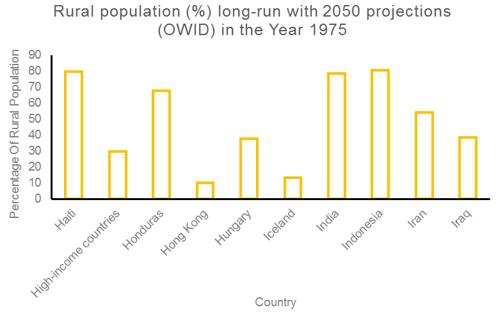 Rural population (%) long-run with 2050 projections
(OWID) in the Year 1975
Percentage Of Rural Population
90
80
70
60
50
40
30
20
10
0
Haiti
High-income countries
Honduras
Hong Kong
Hungary
Iceland
India
Indonesia
Iran
Iraq
Country